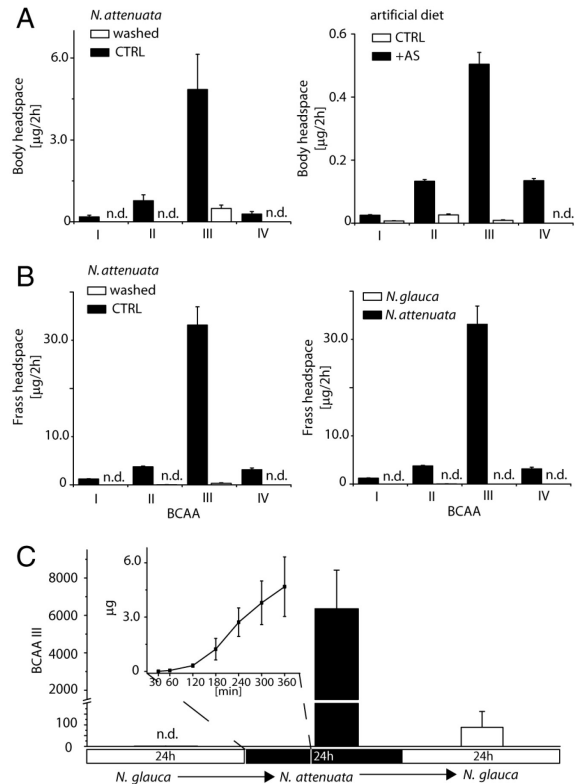 A
N. attenuata
washed
CTRL
Body headspace
[µg/2h]
6.0
3.0
0
n.d.
n.d.
n.d.
I
II
III
IV
artificial diet
CTRL
+AS
Body headspace
[µg/2h]
0.6
0.4
0.2
0
n.d.
I
II
III
IV
B
N. attenuata
washed
CTRL
Frass headspace
[µg/2h]
30.0
10.0
0
n.d.
n.d.
n.d.
I
II
III
IV
BCAA
N. glauca
N. attenuata
Frass headspace
[µg/2h]
30.0
10.0
0
n.d.
n.d.
n.d.
n.d.
I
II
III
IV
BCAA
C
BCAA III
8000
6000
4000
2000
100
0
µg
6.0
3.0
0
30
60
120
180
240
300
360
[min]
n.d.
24h
24h
24h
N. glauca
N. attenuata
N. glauca